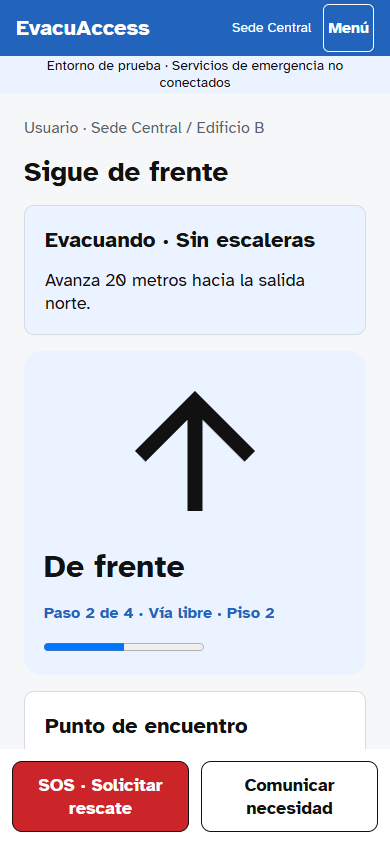 EvacuAccess
Sede Central
Menú
Entorno de prueba · Servicios de emergencia no
conectados
Usuario · Sede Central / Edificio B
Sigue de frente
Evacuando · Sin escaleras
Avanza 20 metros hacia la salida
norte.
De frente
Paso 2 de 4 · Vía libre · Piso 2
Punto de encuentro
SOS · Solicitar
rescate
Comunicar
necesidad